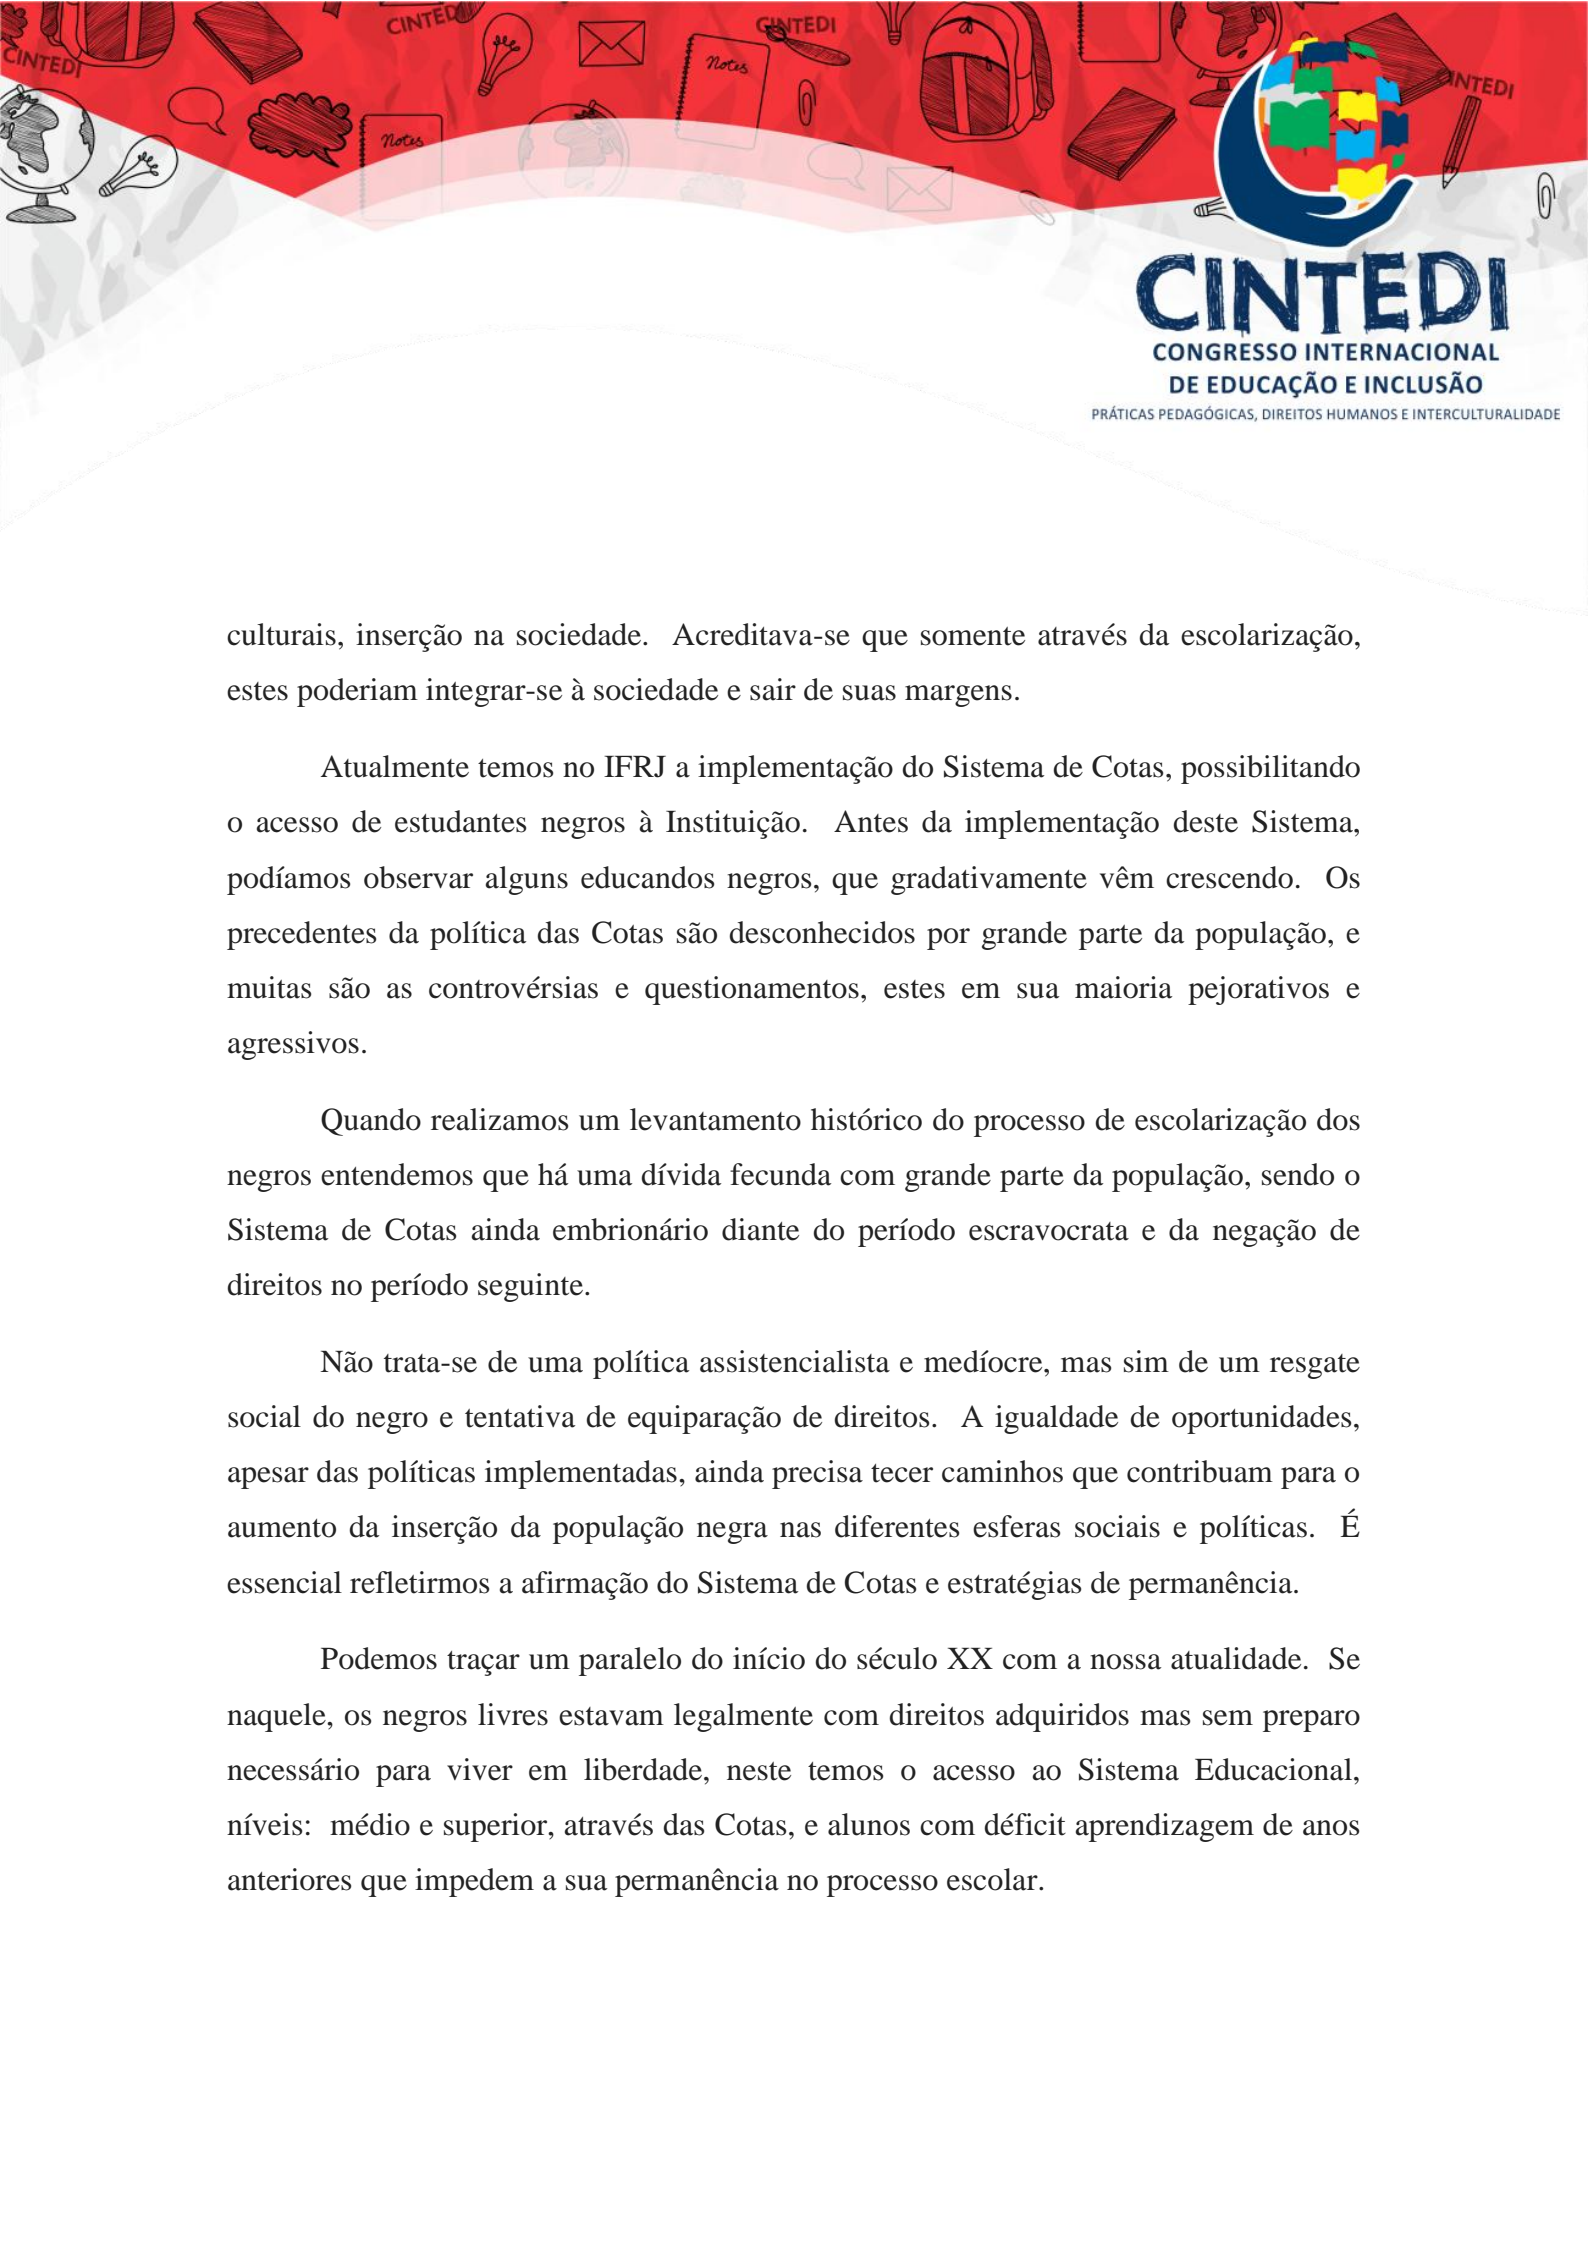 CINTEDI
CINTEDI
CINTEDI
CINTEDI
Notes
Notes
CINTEDI
CONGRESSO INTERNACIONAL
DE EDUCAÇÃO E INCLUSÃO
PRÁTICAS PEDAGÓGICAS, DIREITOS HUMANOS E INTERCULTURALIDADE
culturais, inserção na sociedade.  Acreditava-se que somente através da escolarização,
estes poderiam integrar-se à sociedade e sair de suas margens.
Atualmente temos no IFRJ a implementação do Sistema de Cotas, possibilitando
o acesso de estudantes negros à Instituição.  Antes da implementação deste Sistema,
podíamos observar alguns educandos negros, que gradativamente vêm crescendo.  Os
precedentes da política das Cotas são desconhecidos por grande parte da população, e
muitas são as controvérsias e questionamentos, estes em sua maioria pejorativos e
agressivos.
Quando realizamos um levantamento histórico do processo de escolarização dos
negros entendemos que há uma dívida fecunda com grande parte da população, sendo o
Sistema de Cotas ainda embrionário diante do período escravocrata e da negação de
direitos no período seguinte.
Não trata-se de uma política assistencialista e medíocre, mas sim de um resgate
social do negro e tentativa de equiparação de direitos.  A igualdade de oportunidades,
apesar das políticas implementadas, ainda precisa tecer caminhos que contribuam para o
aumento da inserção da população negra nas diferentes esferas sociais e políticas.  É
essencial refletirmos a afirmação do Sistema de Cotas e estratégias de permanência.
Podemos traçar um paralelo do início do século XX com a nossa atualidade.  Se
naquele, os negros livres estavam legalmente com direitos adquiridos mas sem preparo
necessário para viver em liberdade, neste temos o acesso ao Sistema Educacional,
níveis:  médio e superior, através das Cotas, e alunos com déficit aprendizagem de anos
anteriores que impedem a sua permanência no processo escolar.